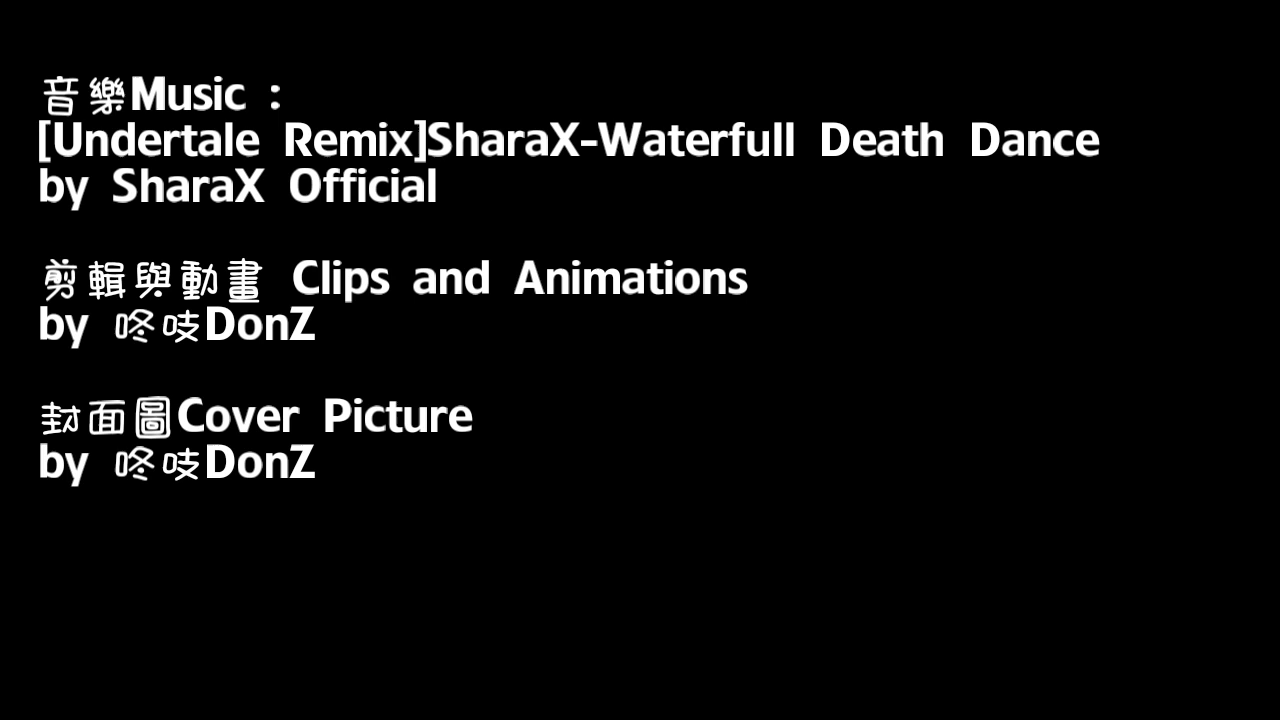 音樂Music :
[Undertale Remix]SharaX-Waterfull Death Dance
by SharaX Official
剪輯與動畫 Clips and Animations
by 咚吱DonZ
封面圖Cover Picture
by 咚吱DonZ